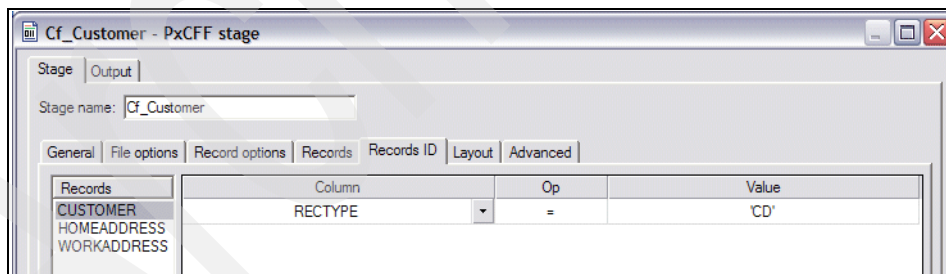 Cf_Customer - PxCFF stage
Stage Output
Stage name: Cf_Customer
General File options Record options Records Records ID Layout Advanced
Records Column Op Value
CUSTOMER RECTYPE = 'CD'
HOMEADDRESS
WORKADDRESS